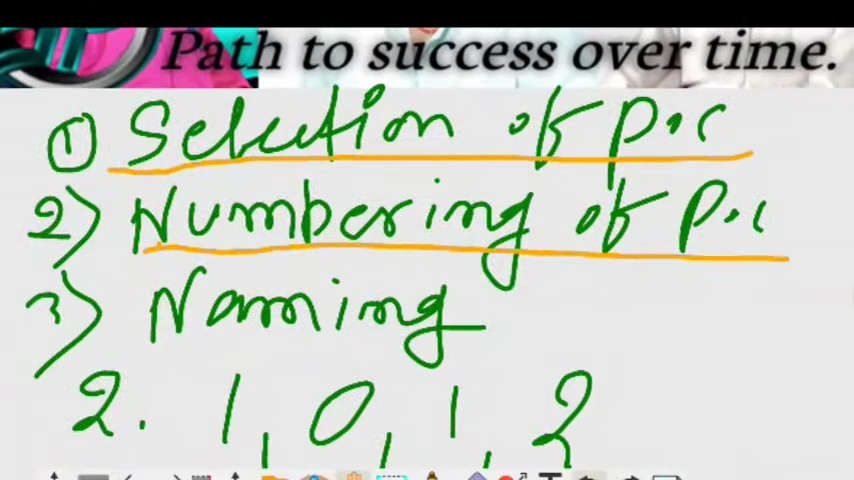 Path to success over time.
① Selection of P.C
2) Numbering of P.C
3) Naming
2. 1, 0, 1, 2